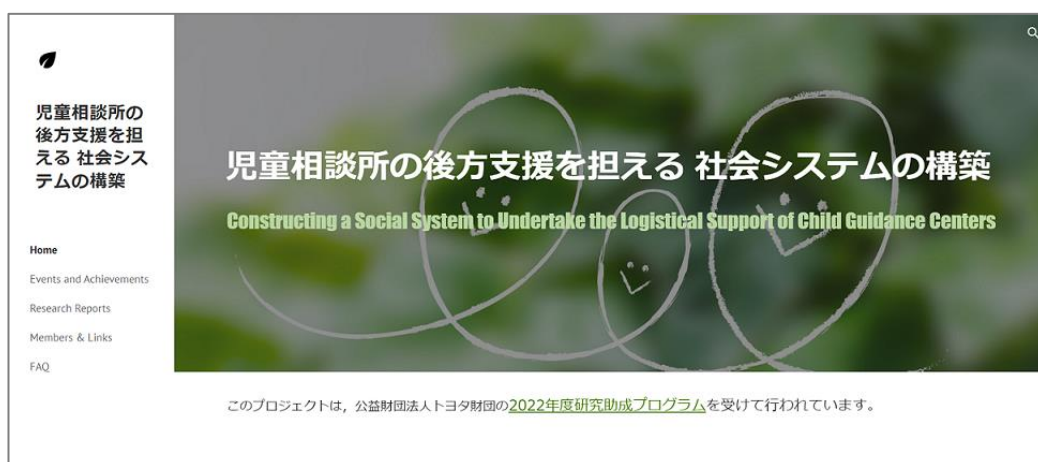 児童相談所の
後方支援を担
える 社会シス
テムの構築
Home
Events and Achievements
Research Reports
Members & Links
FAQ
児童相談所の後方支援を担える 社会システムの構築
Constructing a Social System to Undertake the Logistical Support of Child Guidance Centers
このプロジェクトは，公益財団法人トヨタ財団の2022年度研究助成プログラムを受けて行われています。